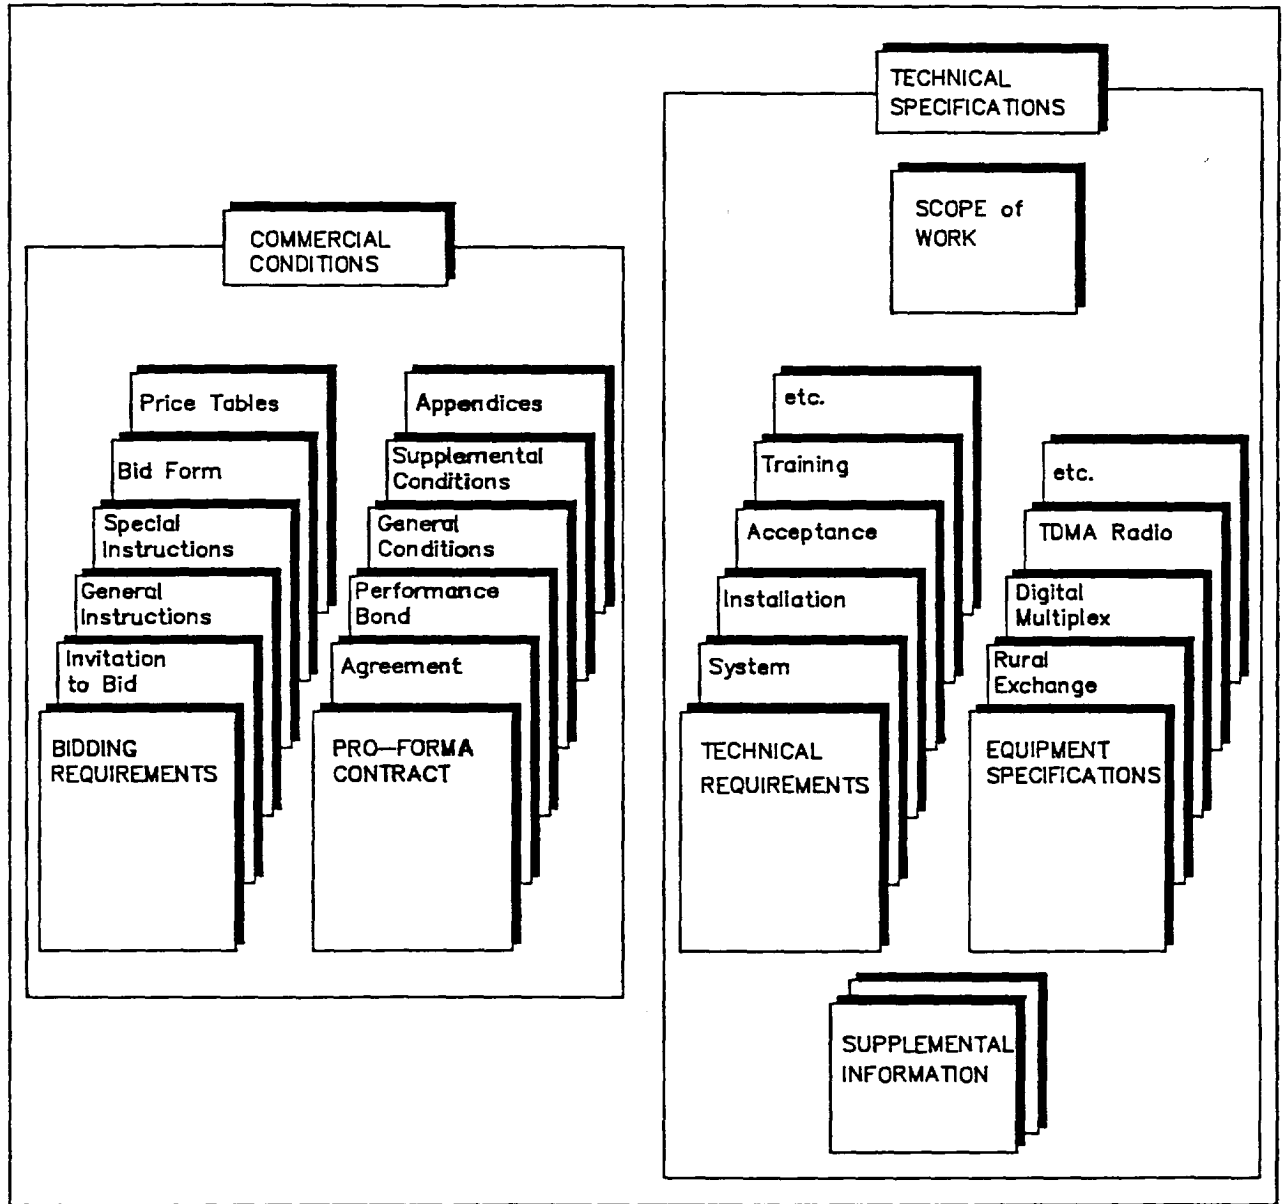 COMMERCIAL
CONDITIONS
Price Tables
Bid Form
Special
Instructions
General
Instructions
Invitation
to Bid
BIDDING
REQUIREMENTS
Appendices
Supplemental
Conditions
General
Conditions
Performance
Bond
Agreement
PRO-FORMA
CONTRACT
TECHNICAL
SPECIFICATIONS
SCOPE of
WORK
etc.
Training
Acceptance
Installation
System
TECHNICAL
REQUIREMENTS
etc.
TDMA Radio
Digital
Multiplex
Rural
Exchange
EQUIPMENT
SPECIFICATIONS
SUPPLEMENTAL
INFORMATION